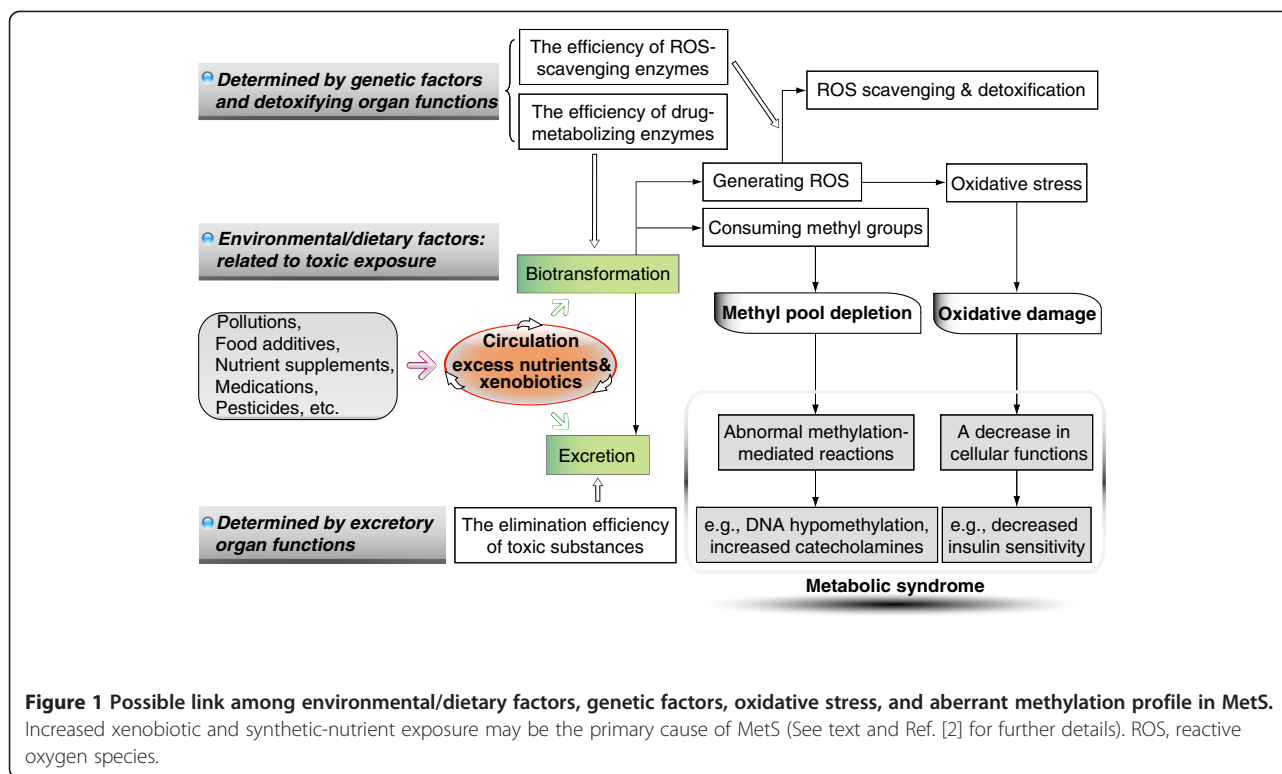 The efficiency of ROS-
scavenging enzymes
Determined by genetic factors
and detoxifying organ functions
The efficiency of drug-
metabolizing enzymes
ROS scavenging & detoxification
Generating ROS
Oxidative stress
Consuming methyl groups
Environmental/dietary factors:
related to toxic exposure
Biotransformation
Methyl pool depletion
Oxidative damage
Pollutions,
Food additives,
Nutrient supplements,
Medications,
Pesticides, etc.
Circulation
excess nutrients&
xenobiotics
Excretion
Abnormal methylation-
mediated reactions
A decrease in
cellular functions
Determined by excretory
organ functions
The elimination efficiency
of toxic substances
e.g., DNA hypomethylation,
increased catecholamines
e.g., decreased
insulin sensitivity
Metabolic syndrome
Figure 1 Possible link among environmental/dietary factors, genetic factors, oxidative stress, and aberrant methylation profile in MetS.
Increased xenobiotic and synthetic-nutrient exposure may be the primary cause of MetS (See text and Ref. [2] for further details). ROS, reactive
oxygen species.